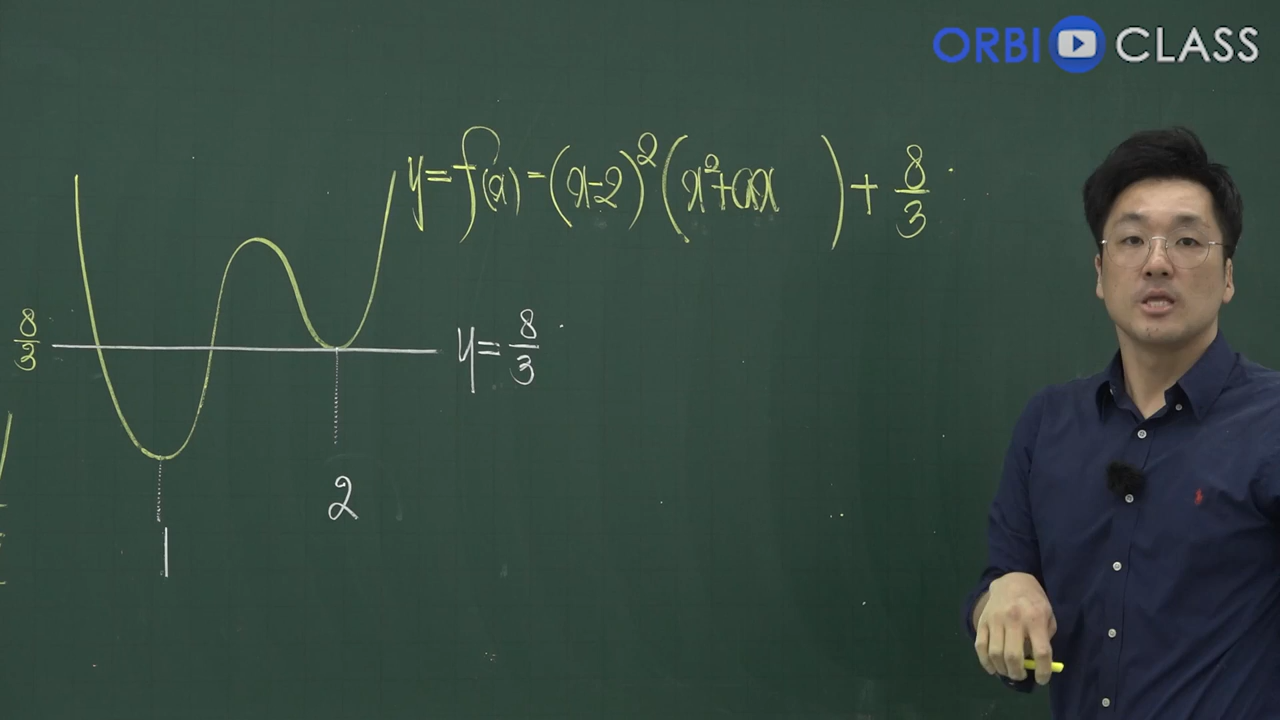 ORBI CLASS
y = f(x) = (x-2)²(x²+ax      ) + 8/3
8/3
y = 8/3
2
1